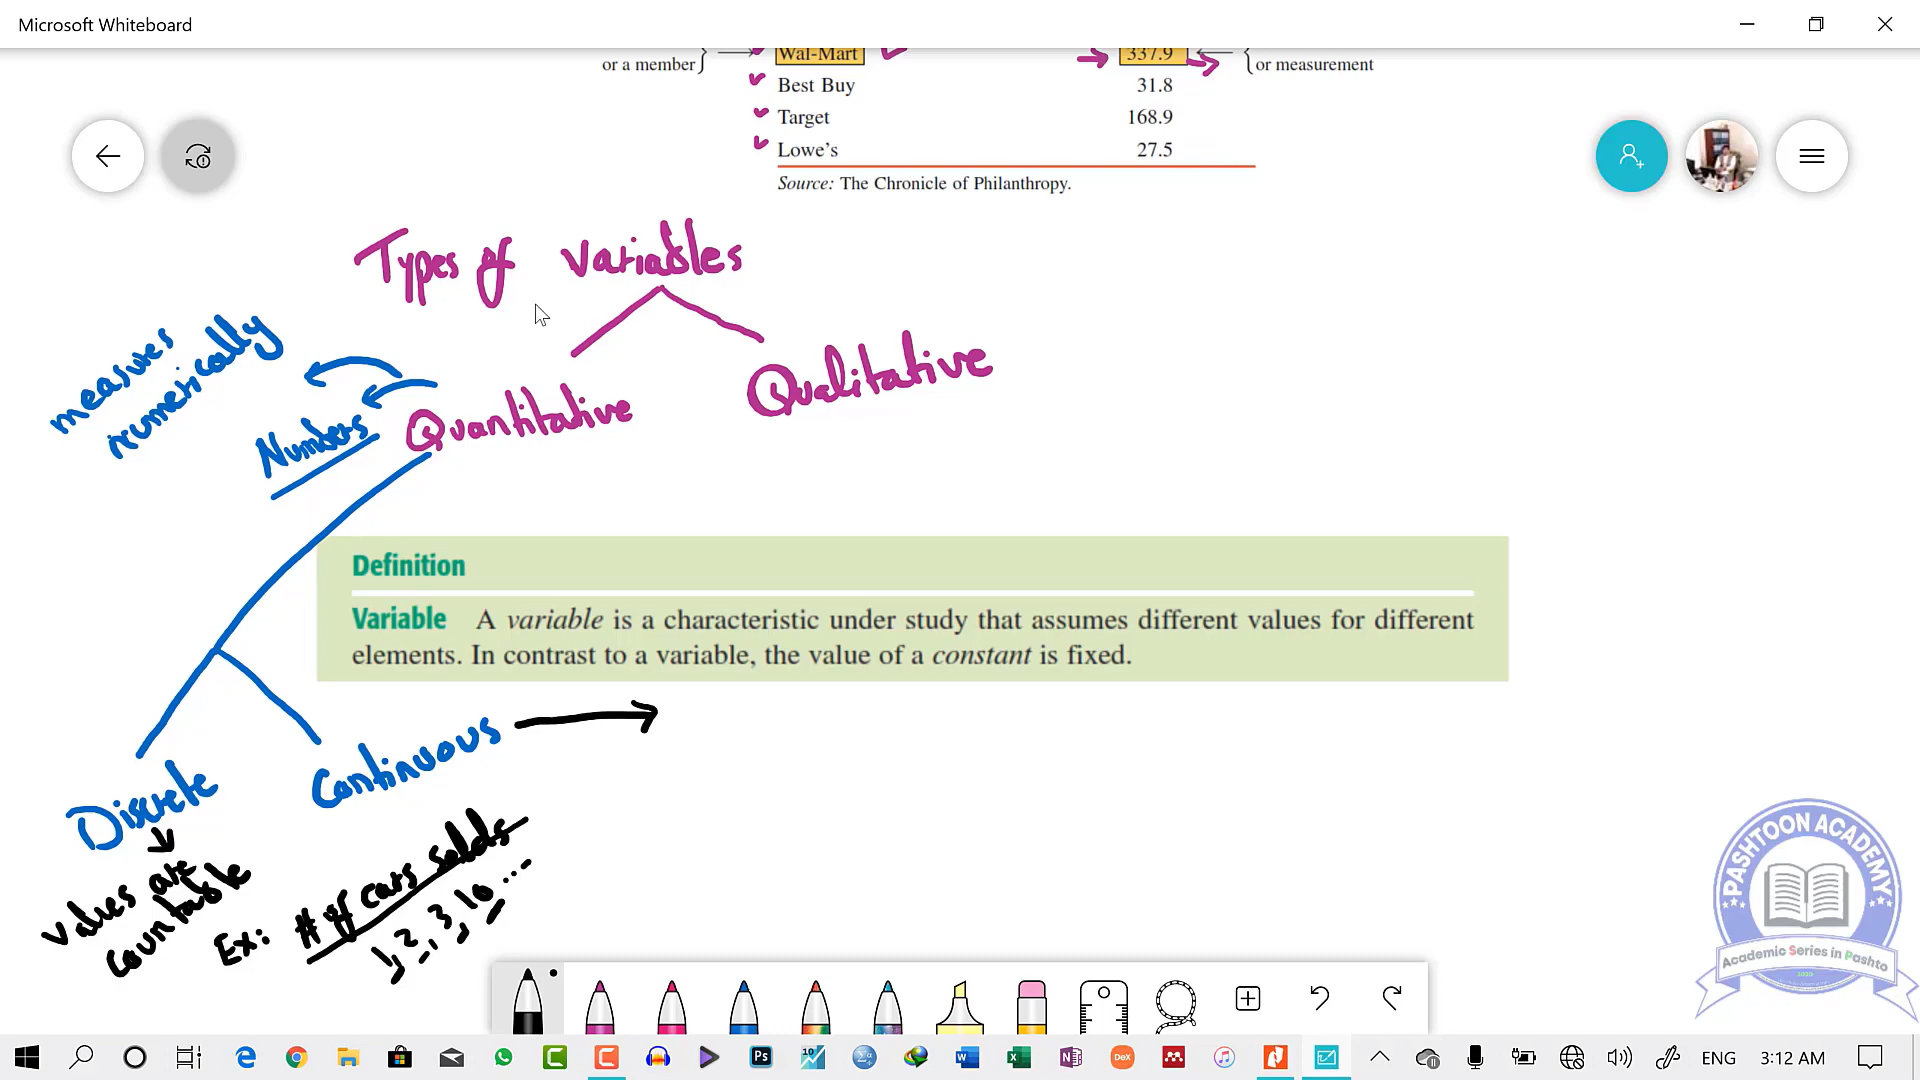 Microsoft Whiteboard
or a member
Wal-Mart
337.9
or measurement
Best Buy 31.8
Target 168.9
Lowe's 27.5
Source: The Chronicle of Philanthropy.
Types of variables
measures
numerically
Numbers
Quantitative
Qualitative
Definition
Variable A variable is a characteristic under study that assumes different values for different
elements. In contrast to a variable, the value of a constant is fixed.
Discrete
Continuous
values are
countable
Ex: # of cars solds
1, 2, 3, 10 ...
PASHTOON ACADEMY
Academic Series in Pashto
ENG 3:12 AM